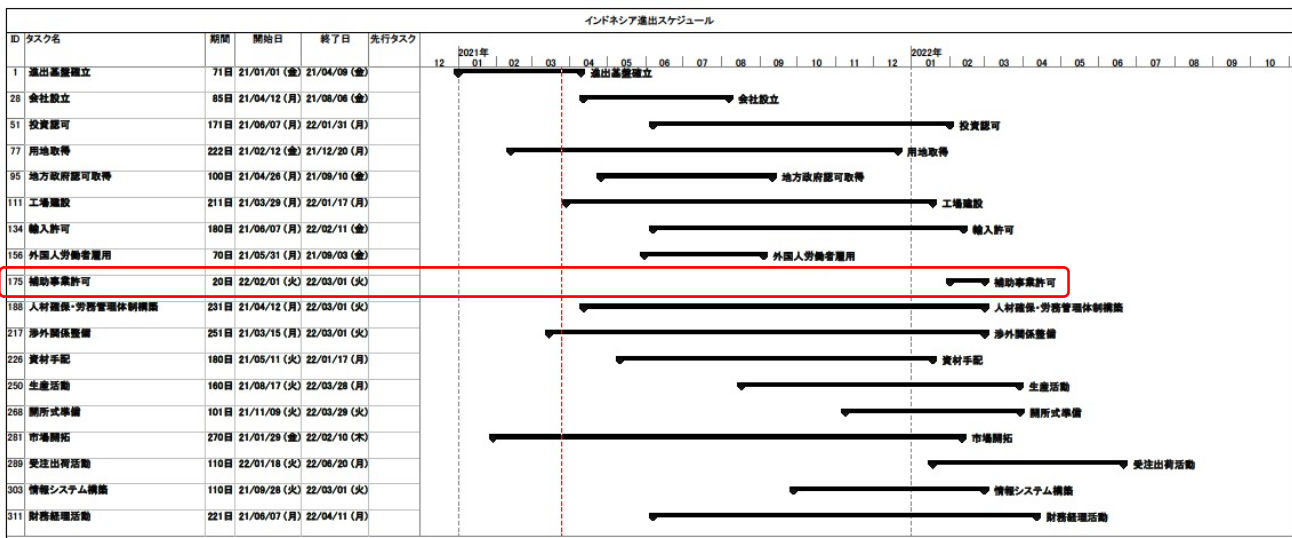 インドネシア進出スケジュール
ID タスク名 期間 開始日 終了日 先行タスク
2021年 2022年
12 01 02 03 04 05 06 07 08 09 10 11 12 01 02 03 04 05 06 07 08 09 10
1 進出基盤確立 71日 21/01/01 (金) 21/04/09 (金) 進出基盤確立
28 会社設立 85日 21/04/12 (月) 21/08/06 (金) 会社設立
51 投資認可 171日 21/06/07 (月) 22/01/31 (月) 投資認可
77 用地取得 222日 21/02/12 (金) 21/12/20 (月) 用地取得
95 地方政府認可取得 100日 21/04/26 (月) 21/09/10 (金) 地方政府認可取得
111 工場建設 211日 21/03/29 (月) 22/01/17 (月) 工場建設
134 輸入許可 180日 21/06/07 (月) 22/02/11 (金) 輸入許可
156 外国人労働者雇用 70日 21/05/31 (月) 21/09/03 (金) 外国人労働者雇用
175 補助事業許可 20日 22/02/01 (火) 22/03/01 (火) 補助事業許可
188 人材確保・労務管理体制構築 231日 21/04/12 (月) 22/03/01 (火) 人材確保・労務管理体制構築
217 渉外関係整備 251日 21/03/15 (月) 22/03/01 (火) 渉外関係整備
226 資材手配 180日 21/05/11 (火) 22/01/17 (月) 資材手配
250 生産活動 160日 21/08/17 (火) 22/03/28 (月) 生産活動
268 開所式準備 101日 21/11/09 (火) 22/03/29 (火) 開所式準備
281 市場開拓 270日 21/01/29 (金) 22/02/10 (木) 市場開拓
289 受注出荷活動 110日 22/01/18 (火) 22/06/20 (月) 受注出荷活動
303 情報システム構築 110日 21/09/28 (火) 22/03/01 (火) 情報システム構築
311 財務経理活動 221日 21/06/07 (月) 22/04/11 (月) 財務経理活動